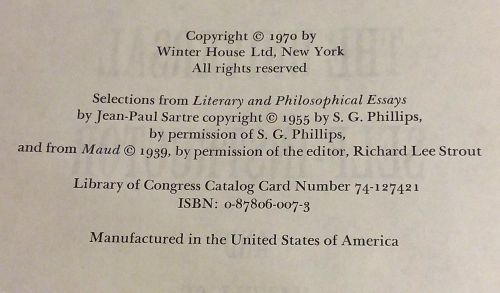 Copyright © 1970 by
Winter House Ltd, New York
All rights reserved
Selections from Literary and Philosophical Essays
by Jean-Paul Sartre copyright © 1955 by S. G. Phillips,
by permission of S. G. Phillips,
and from Maud © 1939, by permission of the editor, Richard Lee Strout
Library of Congress Catalog Card Number 74-127421
ISBN: 0-87806-007-3
Manufactured in the United States of America